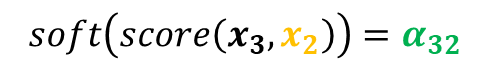 soft(score(x₃,x₂)) = α₃₂